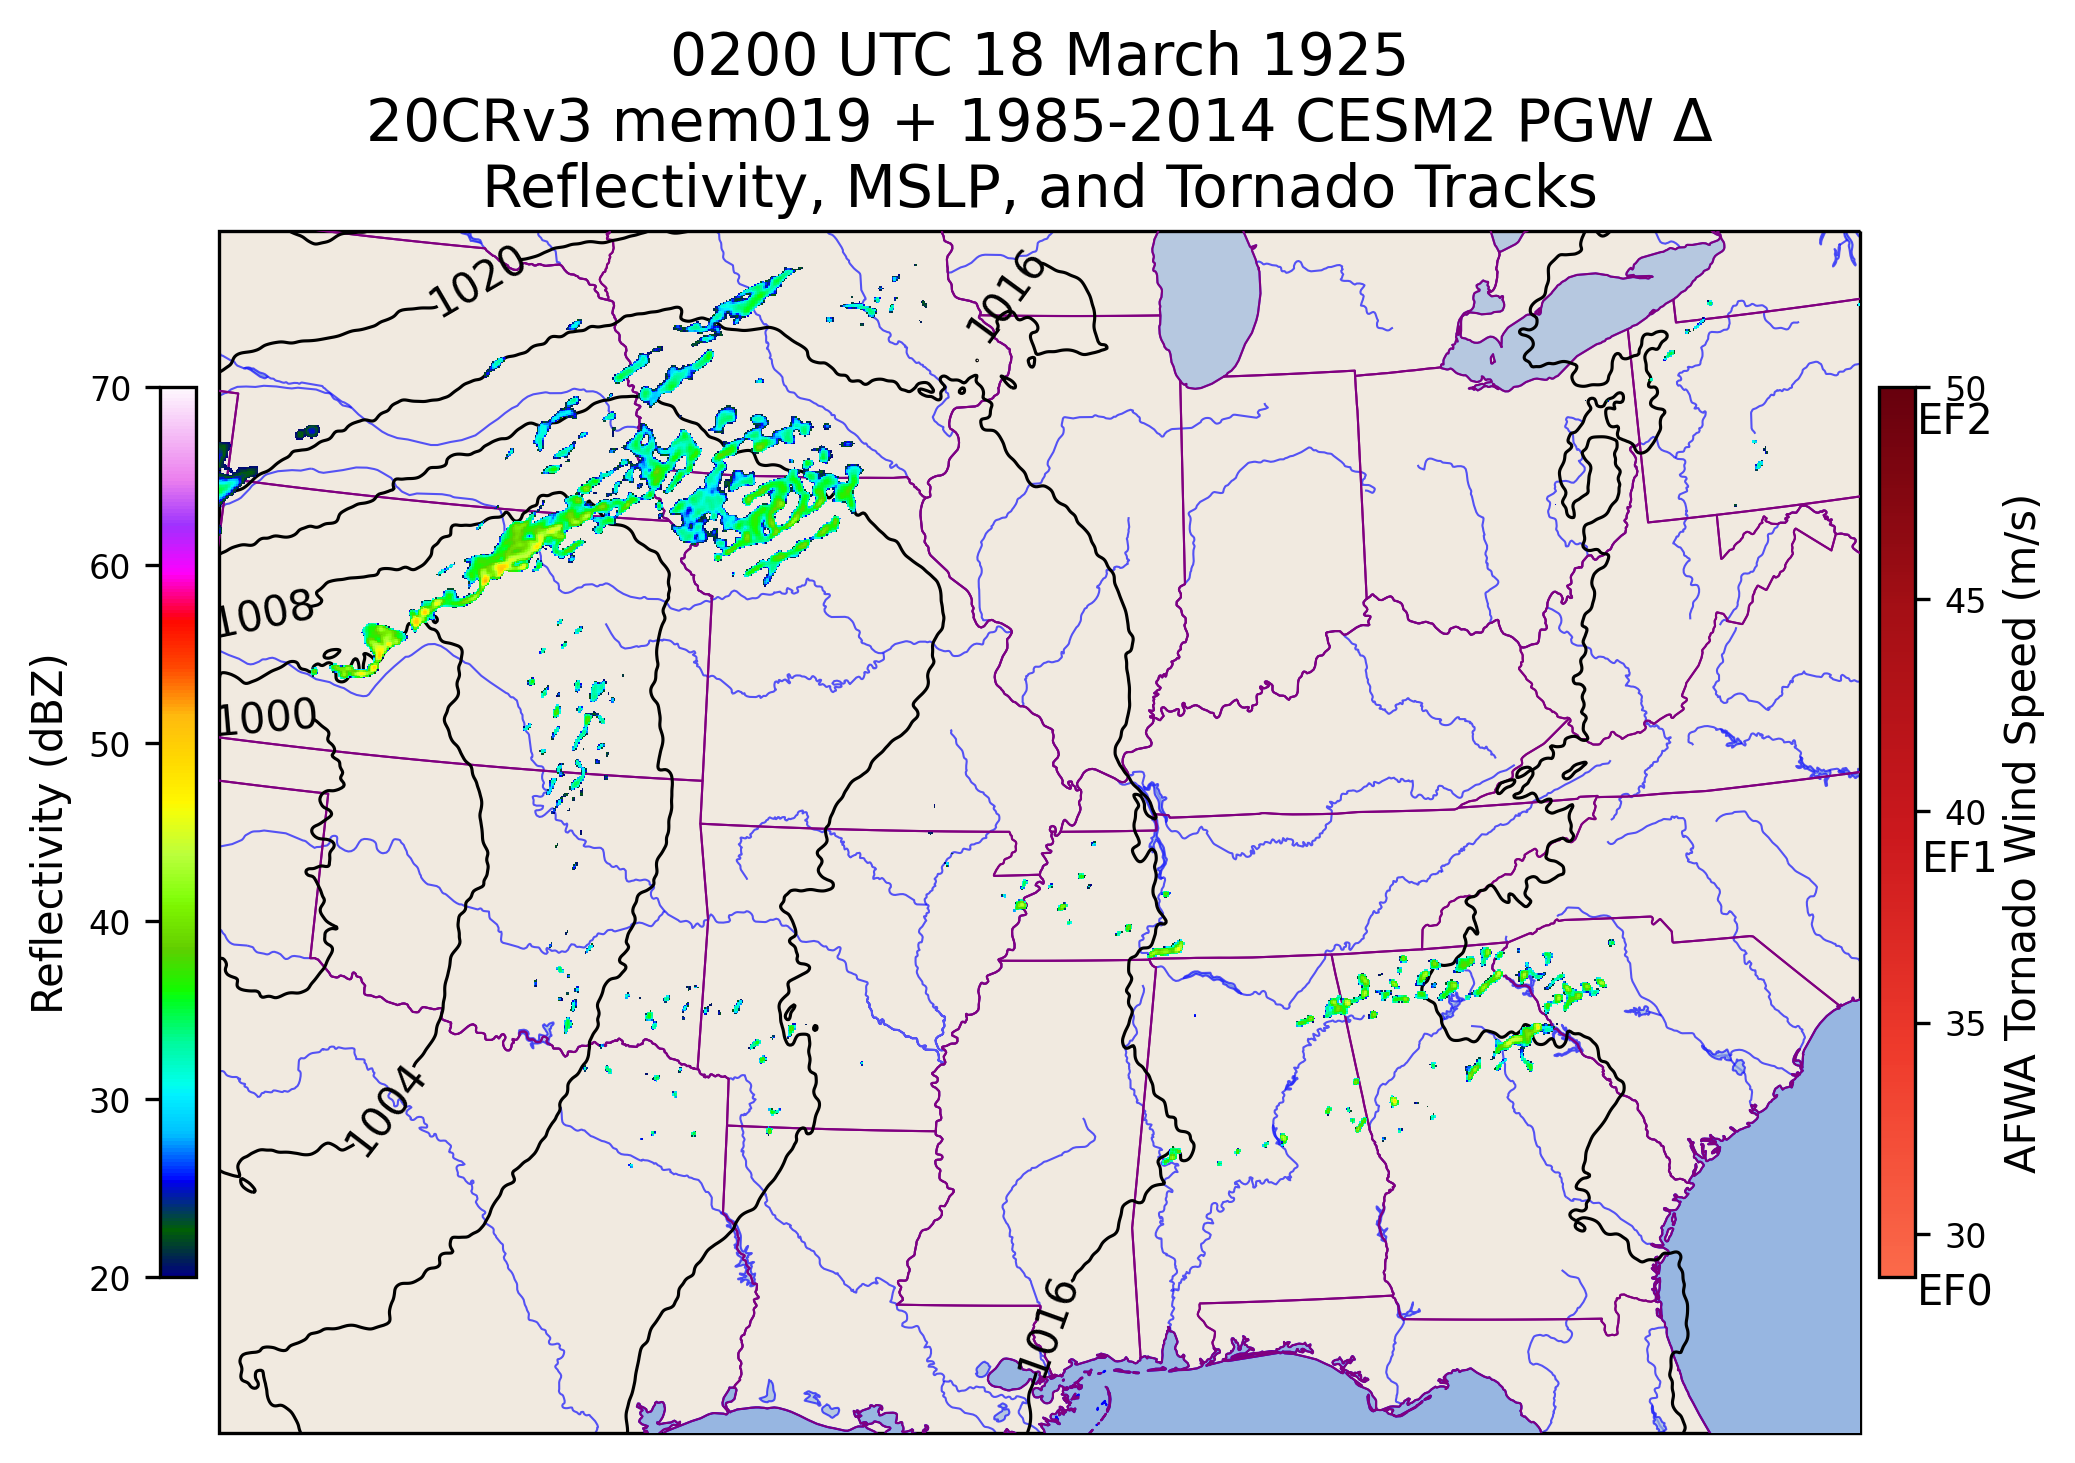 0200 UTC 18 March 1925
20CRv3 mem019 + 1985-2014 CESM2 PGW Δ
Reflectivity, MSLP, and Tornado Tracks
1020
1016
1008
1000
1004
1016
70
60
50
40
30
20
Reflectivity (dBZ)
50
EF2
45
40
EF1
35
30
EF0
AFWA Tornado Wind Speed (m/s)